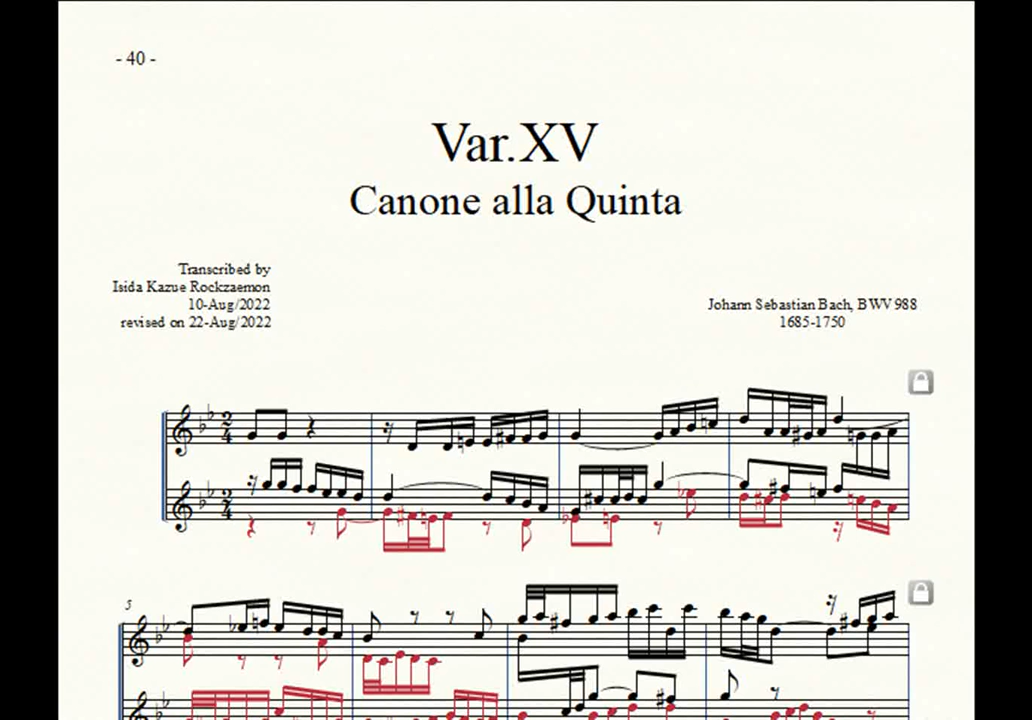 - 40 -
Var.XV
Canone alla Quinta
Transcribed by
Isida Kazue Rockzaemon
10-Aug/2022
revised on 22-Aug/2022
Johann Sebastian Bach, BWV 988
1685-1750
2
4
2
4
5